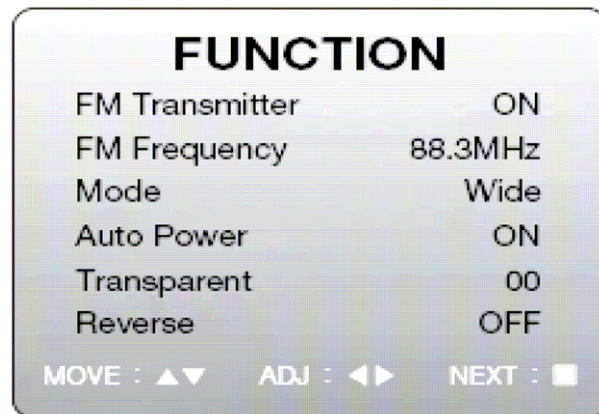 FUNCTION
FM Transmitter ON
FM Frequency 88.3MHz
Mode Wide
Auto Power ON
Transparent 00
Reverse OFF
MOVE : ▲▼ ADJ : ◀▶ NEXT : ■